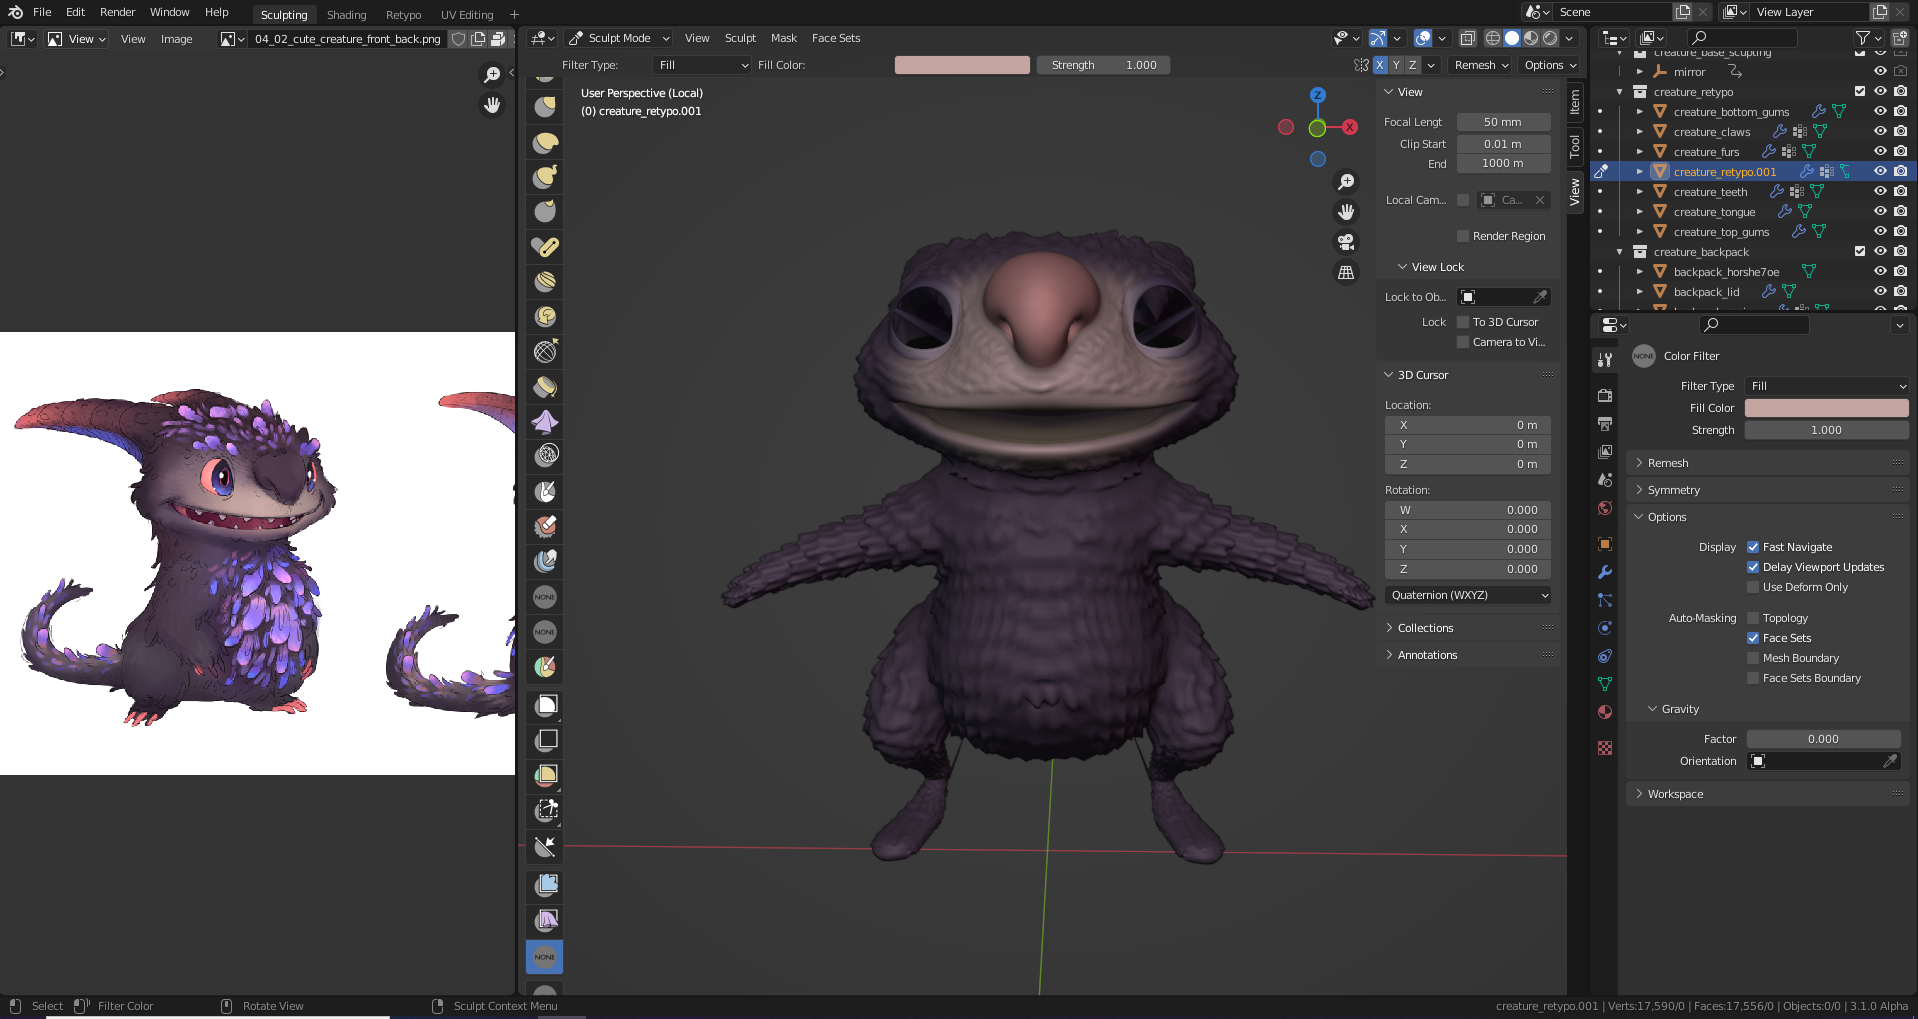 File Edit Render Window Help Sculpting Shading Retypo UV Editing Scene View Layer
View View Image 04_02_cute_creature_front_back.png
Sculpt Mode View Sculpt Mask Face Sets
Filter Type: Fill Fill Color: Strength 1.000 X Y Z Remesh Options
User Perspective (Local)
(0) creature_retypo.001
Z
X
View
Focal Lengt 50 mm
Clip Start 0.01 m
End 1000 m
Local Cam... Ca...
Render Region
View Lock
Lock to Ob...
Lock To 3D Cursor
Camera to Vi...
3D Cursor
Location:
X 0 m
Y 0 m
Z 0 m
Rotation:
W 0.000
X 0.000
Y 0.000
Z 0.000
Quaternion (WXYZ)
Collections
Annotations
Item
Tool
View
creature_base_sculpting
mirror
creature_retypo
creature_bottom_gums
creature_claws
creature_furs
creature_retypo.001
creature_teeth
creature_tongue
creature_top_gums
creature_backpack
backpack_horshe7oe
backpack_lid
NONE Color Filter
Filter Type Fill
Fill Color
Strength 1.000
Remesh
Symmetry
Options
Display Fast Navigate
Delay Viewport Updates
Use Deform Only
Auto-Masking Topology
Face Sets
Mesh Boundary
Face Sets Boundary
Gravity
Factor 0.000
Orientation
Workspace
NONE
NONE
NONE
Select Filter Color Rotate View Sculpt Context Menu creature_retypo.001 | Verts:17,590/0 | Faces:17,556/0 | Objects:0/0 | 3.1.0 Alpha